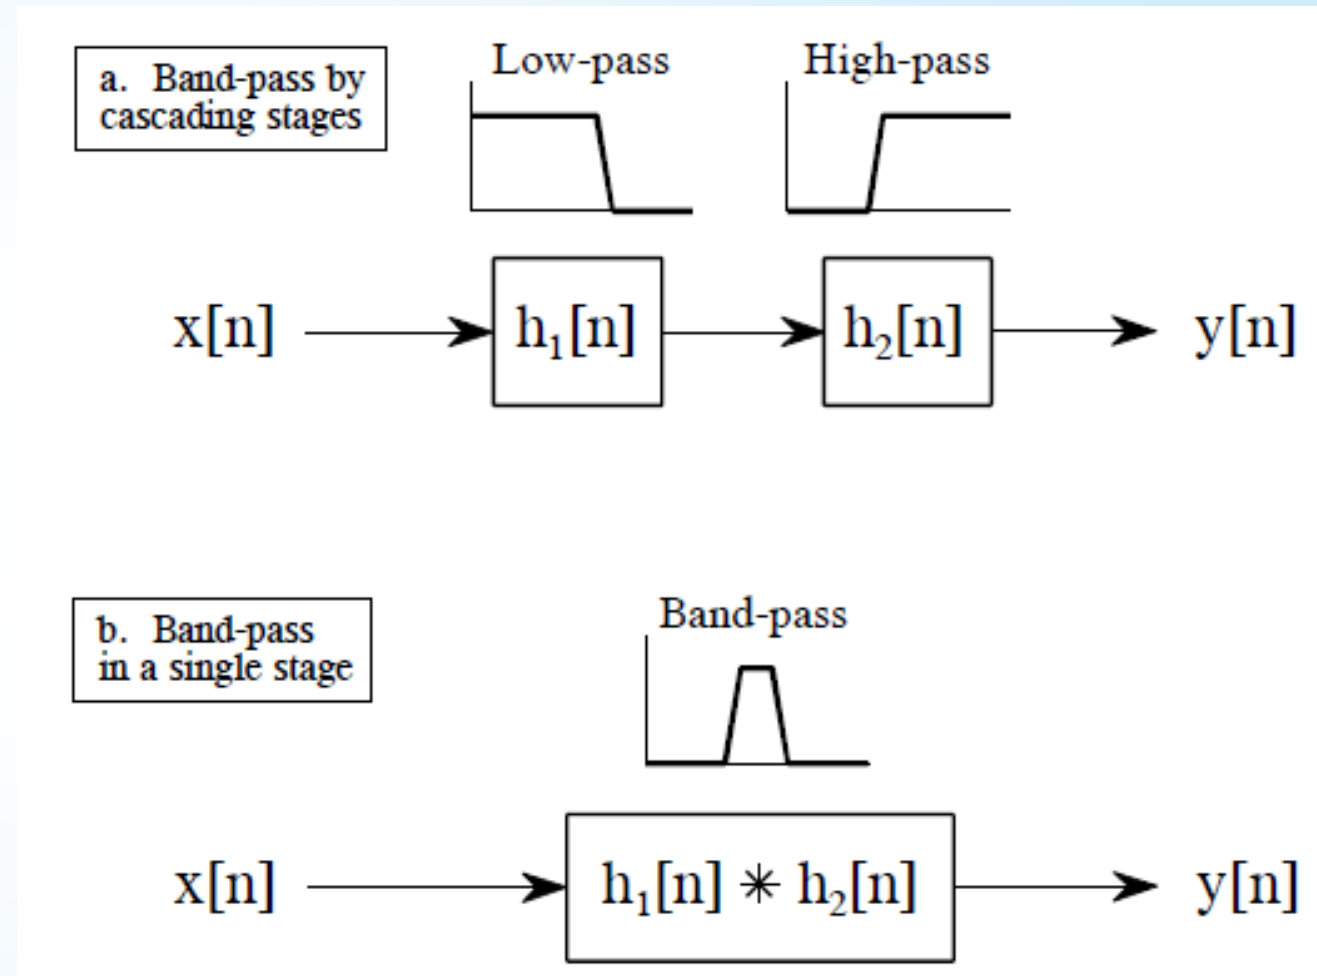 a. Band-pass by
cascading stages
Low-pass
High-pass
x[n]
h₁[n]
h₂[n]
y[n]
b. Band-pass
in a single stage
Band-pass
x[n]
h₁[n] ∗ h₂[n]
y[n]